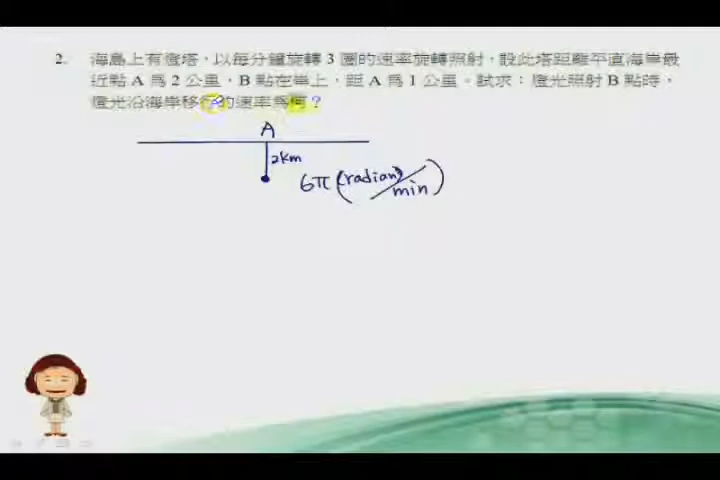 2. 海島上有燈塔，以每分鐘旋轉 3 圈的速率旋轉照射，設此塔距離平直海岸最
近點 A 為 2 公里，B 點在岸上，距 A 為 1 公里。試求：燈光照射 B 點時，
燈光沿海岸移行的速率為何？
A
2km
6π (radian/min)